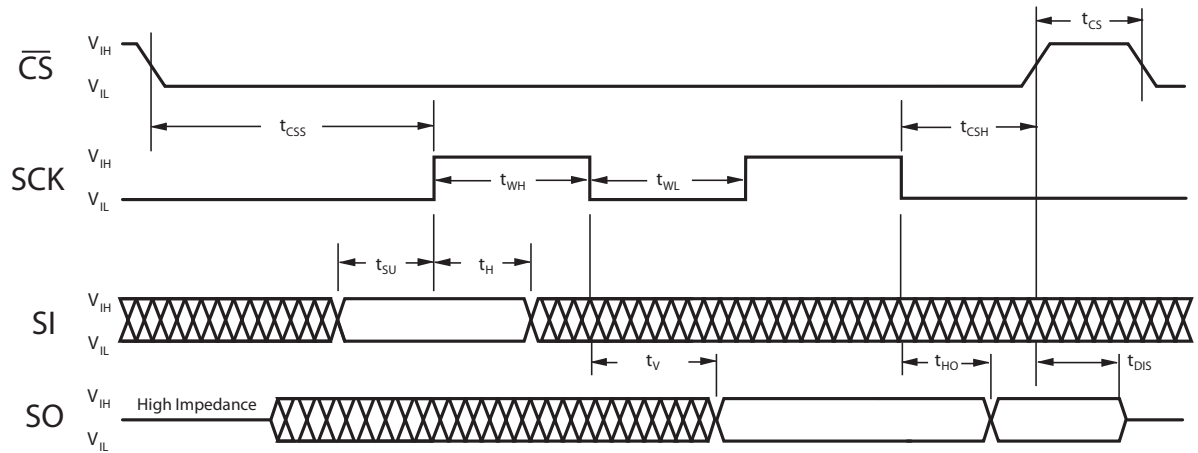 V_IH
C̅S̅
V_IL
t_CS
t_CSS
t_CSH
V_IH
SCK
V_IL
t_WH
t_WL
t_SU
t_H
V_IH
SI
V_IL
t_V
t_HO
t_DIS
V_IH
High Impedance
SO
V_IL